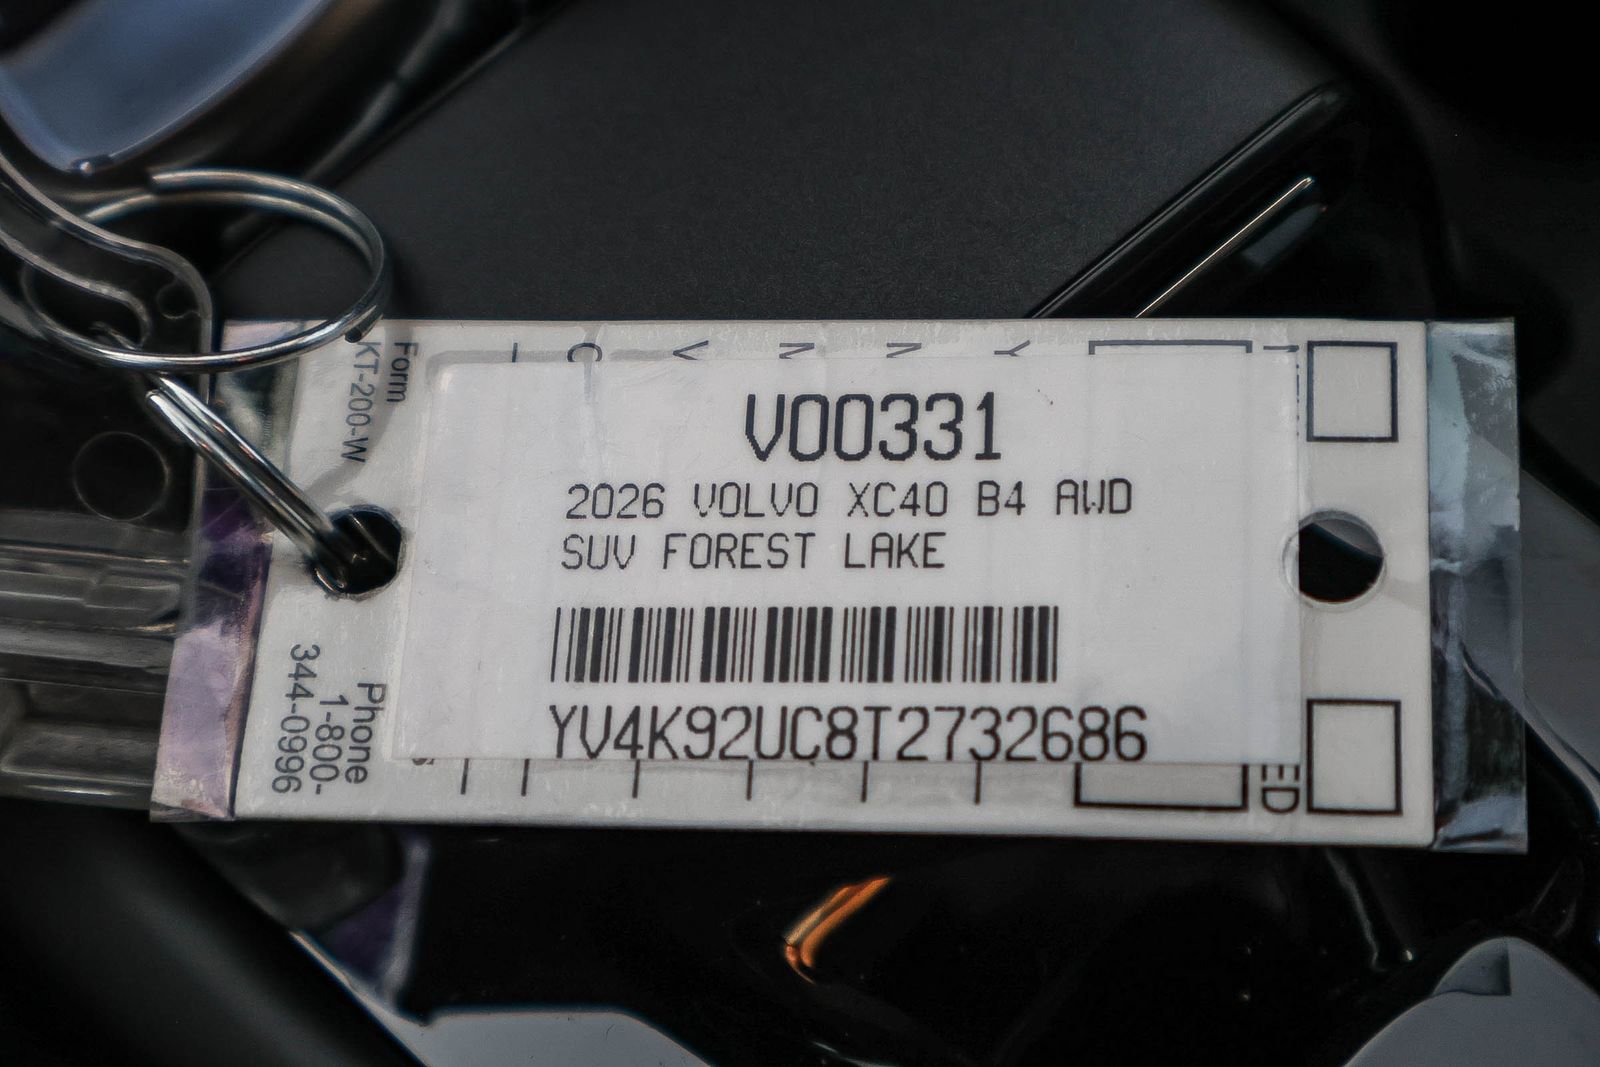 V00331
2026 VOLVO XC40 B4 AWD
SUV FOREST LAKE
YV4K92UC8T2732686
Form
KT-200-W
Phone
1-800-
344-0996